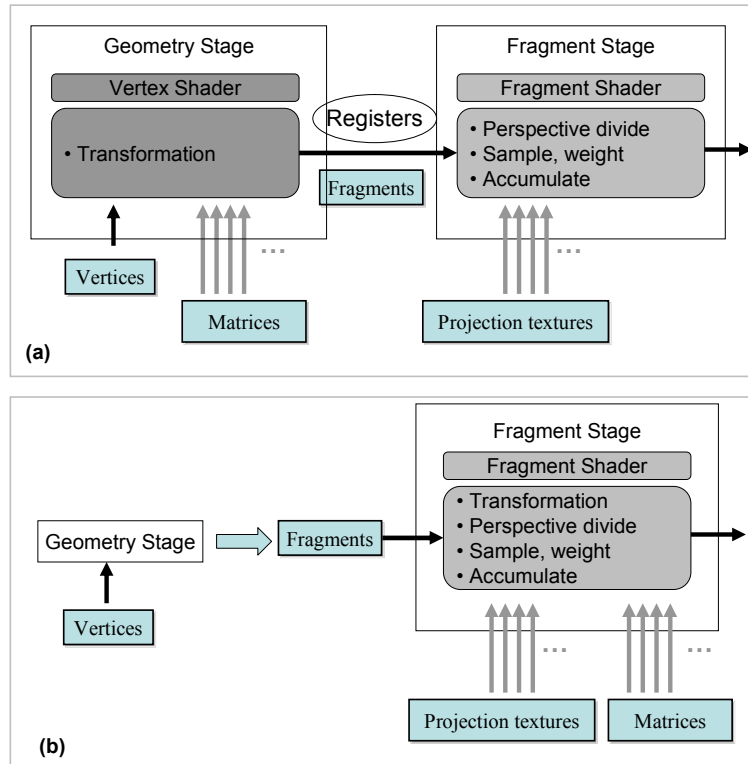 Geometry Stage
Vertex Shader
• Transformation
Registers
Fragments
Fragment Stage
Fragment Shader
• Perspective divide
• Sample, weight
• Accumulate
...
Vertices
Matrices
...
Projection textures
(a)
Fragment Stage
Fragment Shader
• Transformation
• Perspective divide
• Sample, weight
• Accumulate
Geometry Stage
Fragments
Vertices
...
...
Projection textures
Matrices
(b)